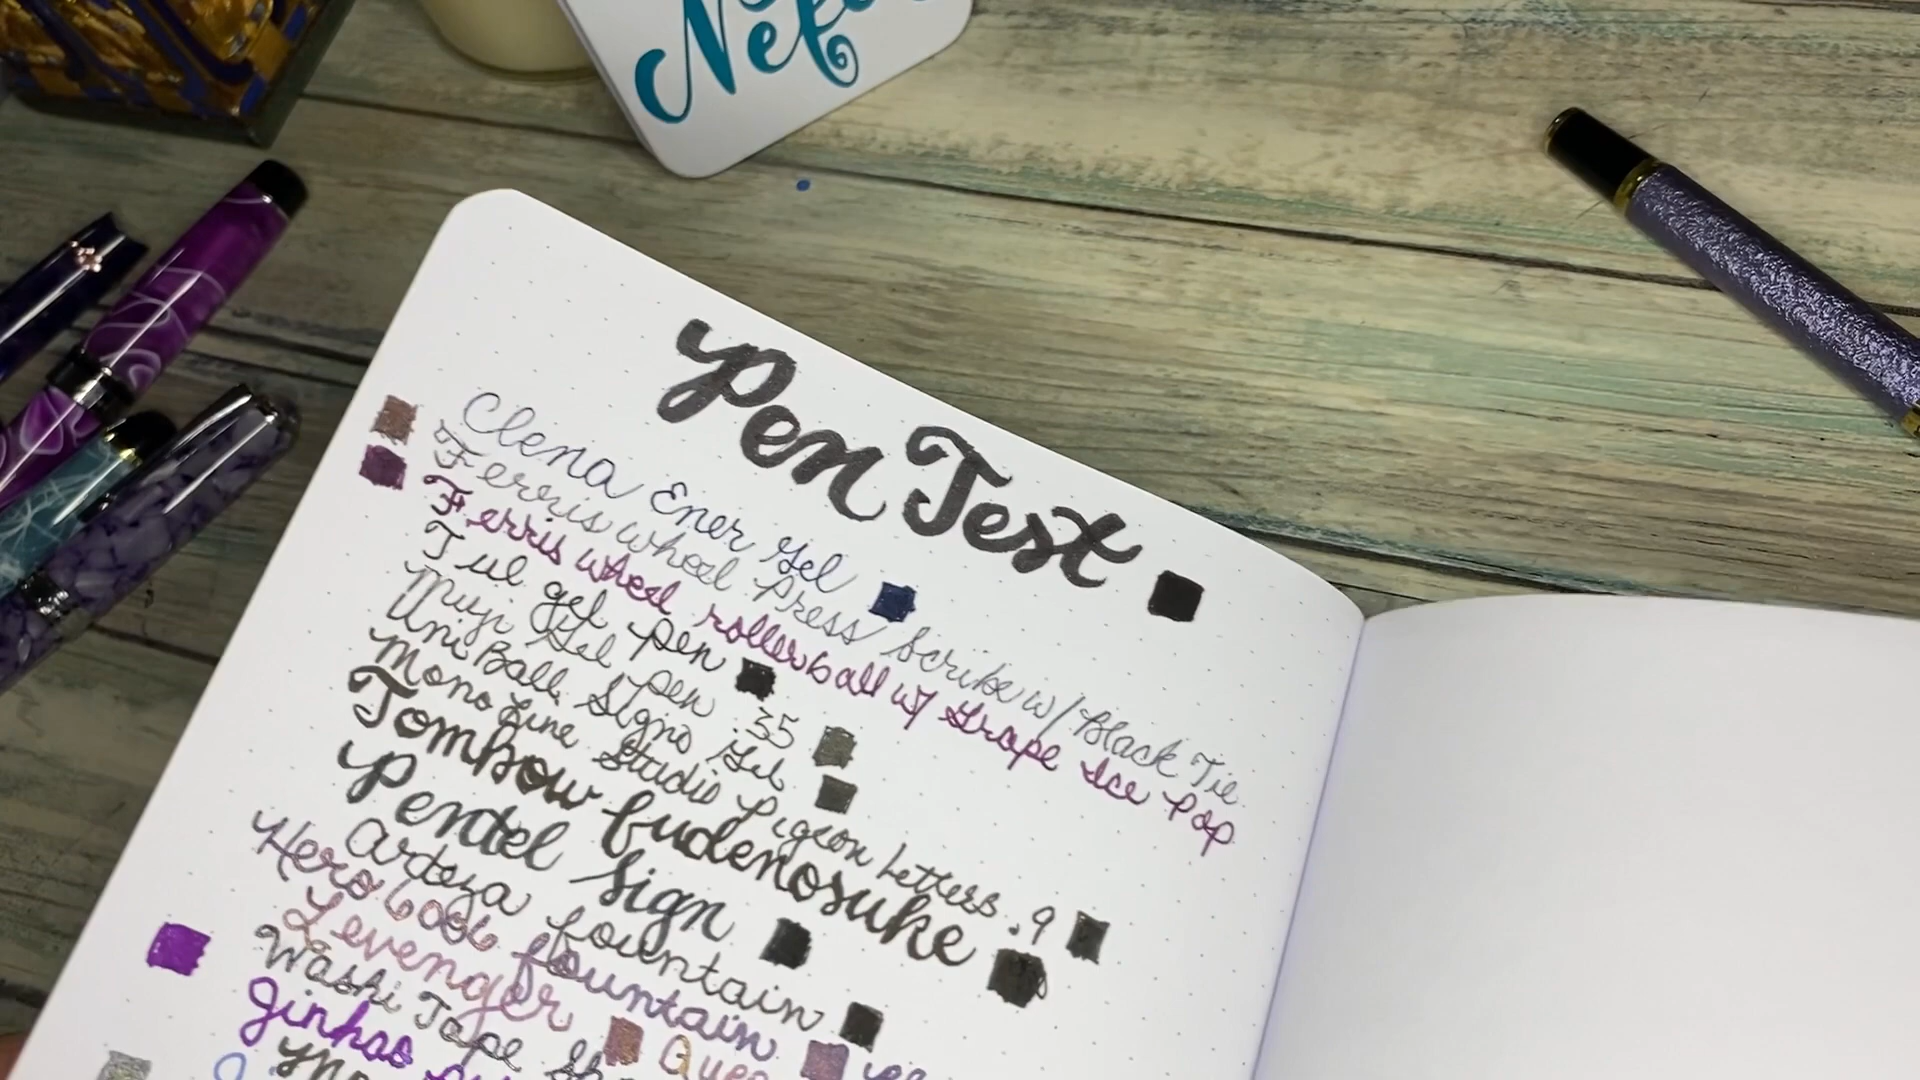 Pen Test
Clena Ener Gel
Ferris wheel Press Scribe w/ Black Tie
Ferris wheel rollerball w/ Grape Ice Pop
Tul gel pen
Muji Gel Pen .35
Uni Ball Signo Gel
Mono Line Studio Pigeon Letters .9
Tombow fudenosuke
Pentel Sign
Arteza fountain
Hero 6006 fountain
Levenger
Washi Tape
Jinhao